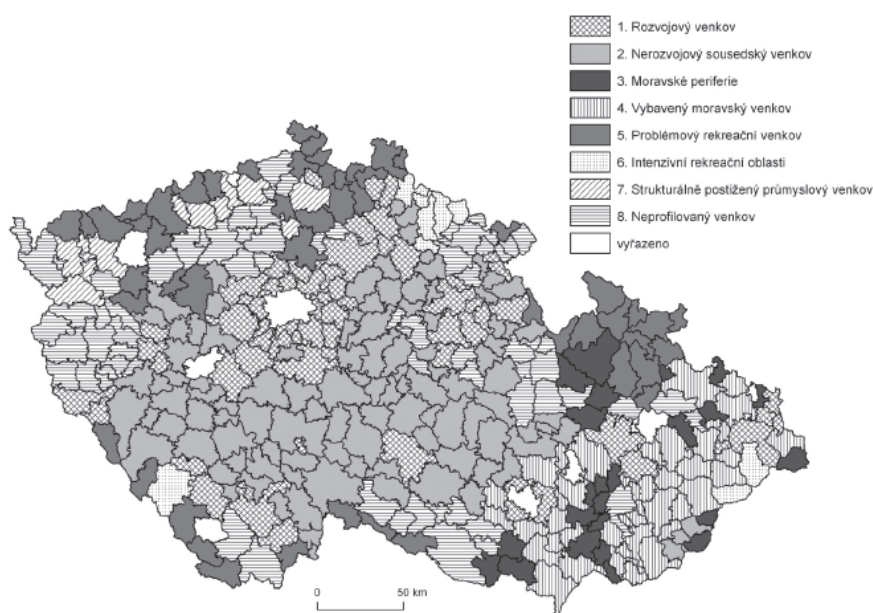 1. Rozvojový venkov
2. Nerozvojový sousedský venkov
3. Moravské periferie
4. Vybavený moravský venkov
5. Problémový rekreační venkov
6. Intenzivní rekreační oblasti
7. Strukturálně postižený průmyslový venkov
8. Neprofilovaný venkov
vyřazeno
0 50 km